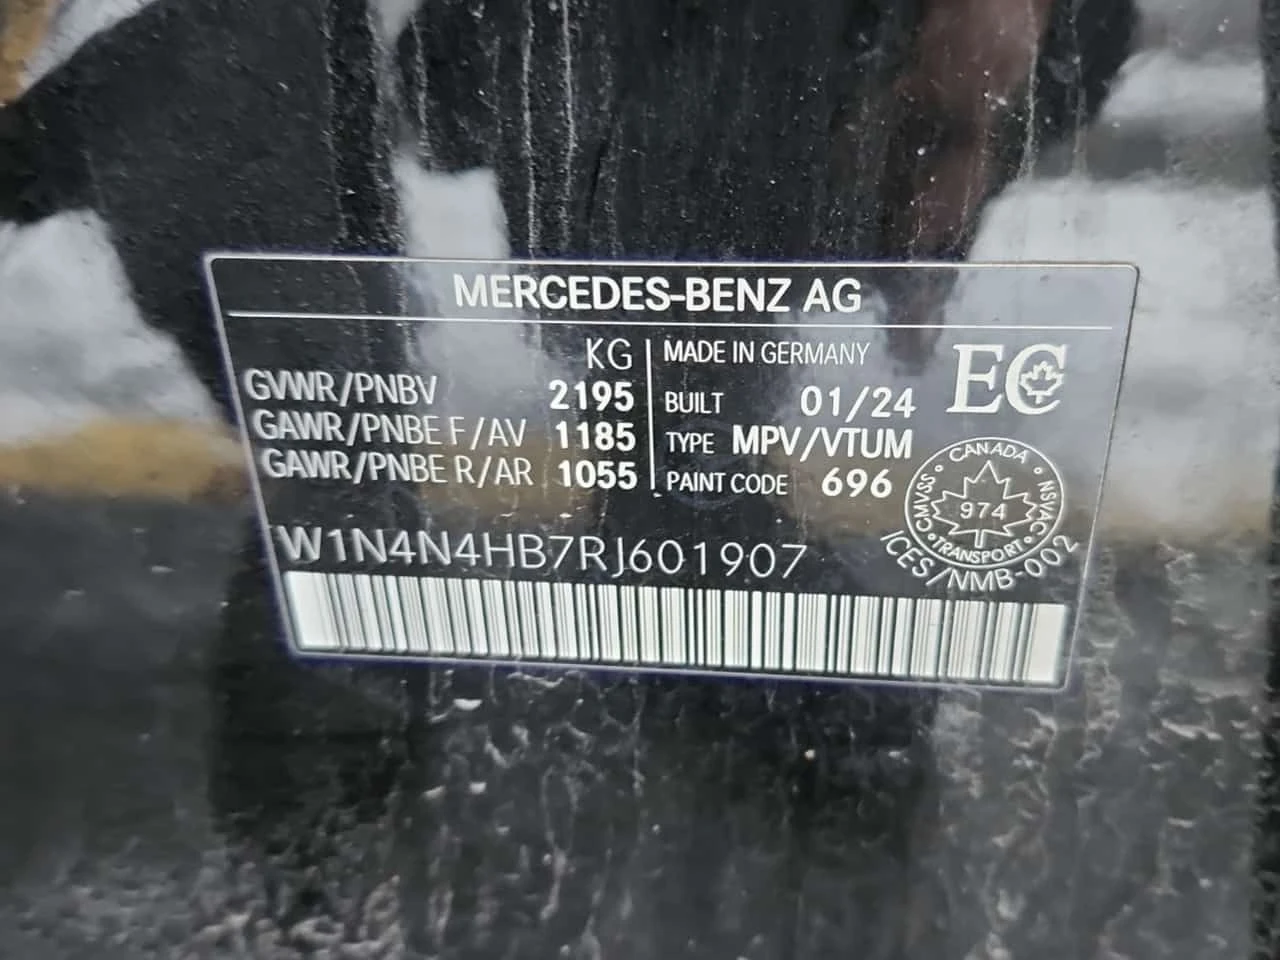 MERCEDES-BENZ AG
KG
GVWR/PNBV 2195
GAWR/PNBE F/AV 1185
GAWR/PNBE R/AR 1055
MADE IN GERMANY
BUILT 01/24
TYPE MPV/VTUM
PAINT CODE 696
EC
CANADA
CMVSS
NSVAC
974
TRANSPORT
ICES/NMB-002
W1N4N4HB7RJ601907